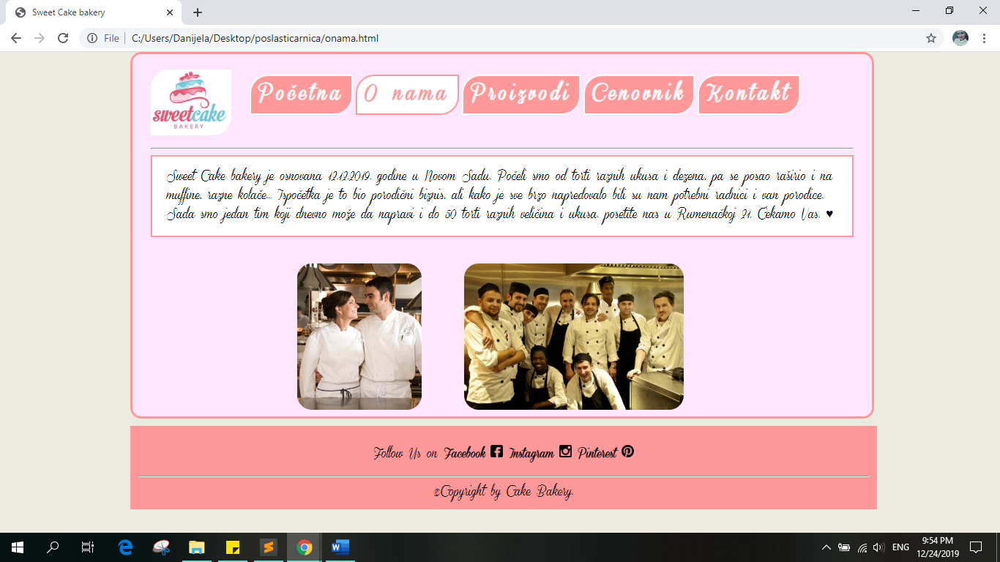 Sweet Cake bakery
File
C:/Users/Danijela/Desktop/poslasticarnica/onama.html
sweetcake
BAKERY
Početna
O nama
Proizvodi
Cenovnik
Kontakt
Sweet Cake bakery je osnovana 12.12.2019. godine u Novom Sadu. Počeli smo od torti raznih ukusa i dezena, pa se posao raširio i na
muffine, razne kolače... Ispočetka je to bio porodični biznis, ali kako je sve brzo napredovalo bili su nam potrebni radnici i van porodice.
Sada smo jedan tim koji dnevno može da napravi i do 50 torti raznih veličina i ukusa, posetite nas u Rumenačkoj 21. Čekamo Vas. ♥
Follow Us on Facebook Instagram Pinterest
©Copyright by Cake Bakery.
ENG
9:54 PM
12/24/2019